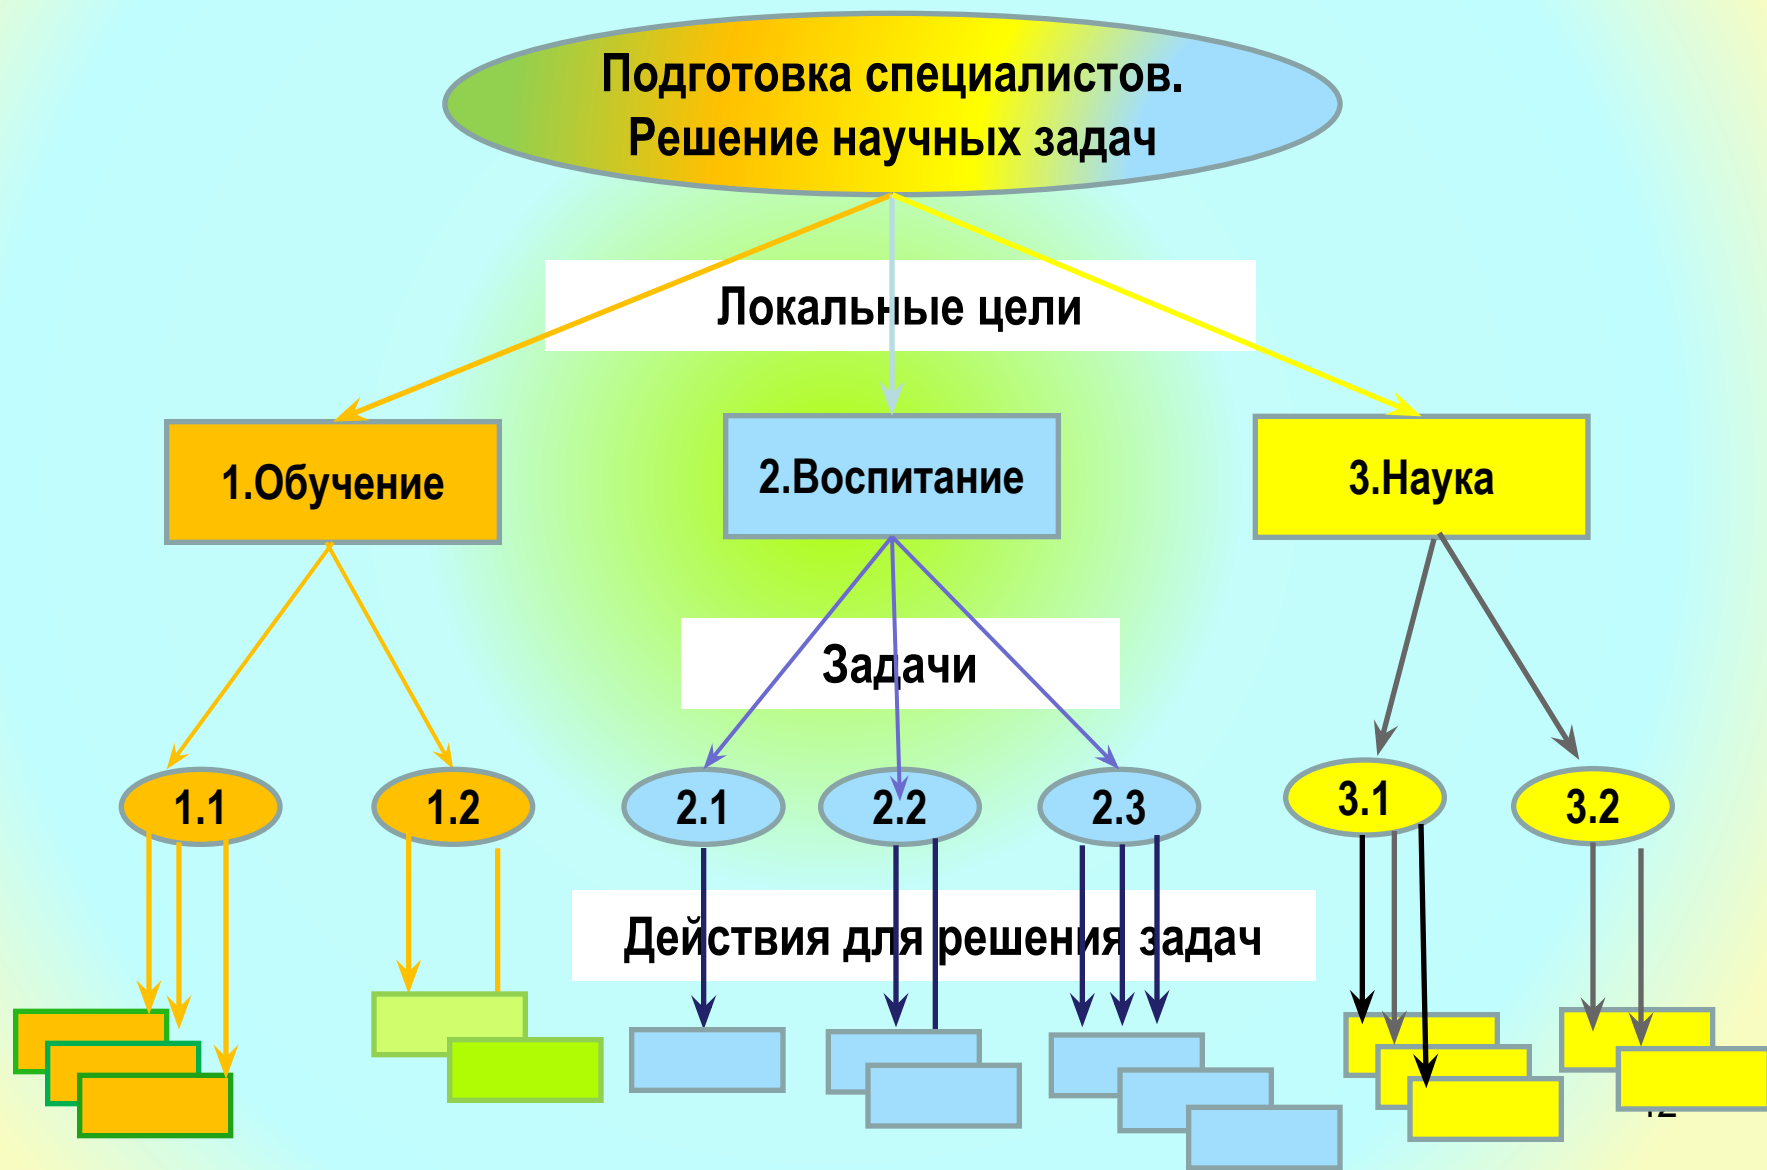 Подготовка специалистов.
Решение научных задач
Локальные цели
1.Обучение
2.Воспитание
3.Наука
Задачи
1.1
1.2
2.1
2.2
2.3
3.1
3.2
Действия для решения задач